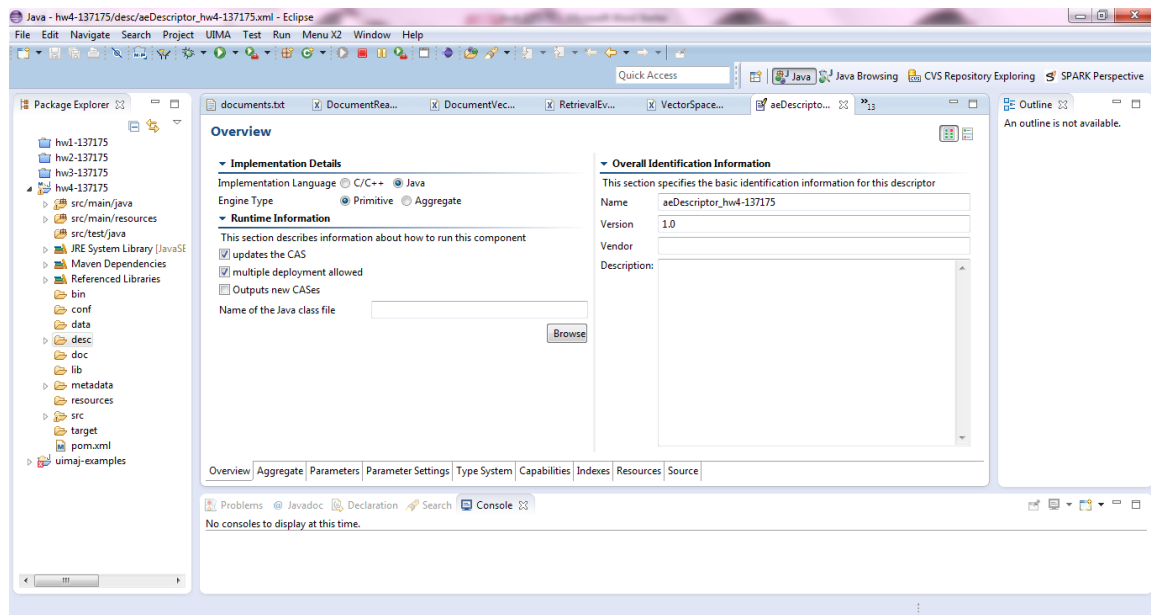 Java - hw4-137175/desc/aeDescriptor_hw4-137175.xml - Eclipse
File Edit Navigate Search Project UIMA Test Run Menu X2 Window Help
Quick Access
Java Java Browsing CVS Repository Exploring SPARK Perspective
Package Explorer
hw1-137175
hw2-137175
hw3-137175
hw4-137175
src/main/java
src/main/resources
src/test/java
JRE System Library [JavaSE
Maven Dependencies
Referenced Libraries
bin
conf
data
desc
doc
lib
metadata
resources
src
target
pom.xml
uimaj-examples
documents.txt DocumentRea... DocumentVec... RetrievalEv... VectorSpace... aeDescripto... »13
Overview
Implementation Details
Implementation Language C/C++ Java
Engine Type Primitive Aggregate
Runtime Information
This section describes information about how to run this component
updates the CAS
multiple deployment allowed
Outputs new CASes
Name of the Java class file
Browse
Overall Identification Information
This section specifies the basic identification information for this descriptor
Name aeDescriptor_hw4-137175
Version 1.0
Vendor
Description:
Overview Aggregate Parameters Parameter Settings Type System Capabilities Indexes Resources Source
Outline
An outline is not available.
Problems @ Javadoc Declaration Search Console
No consoles to display at this time.